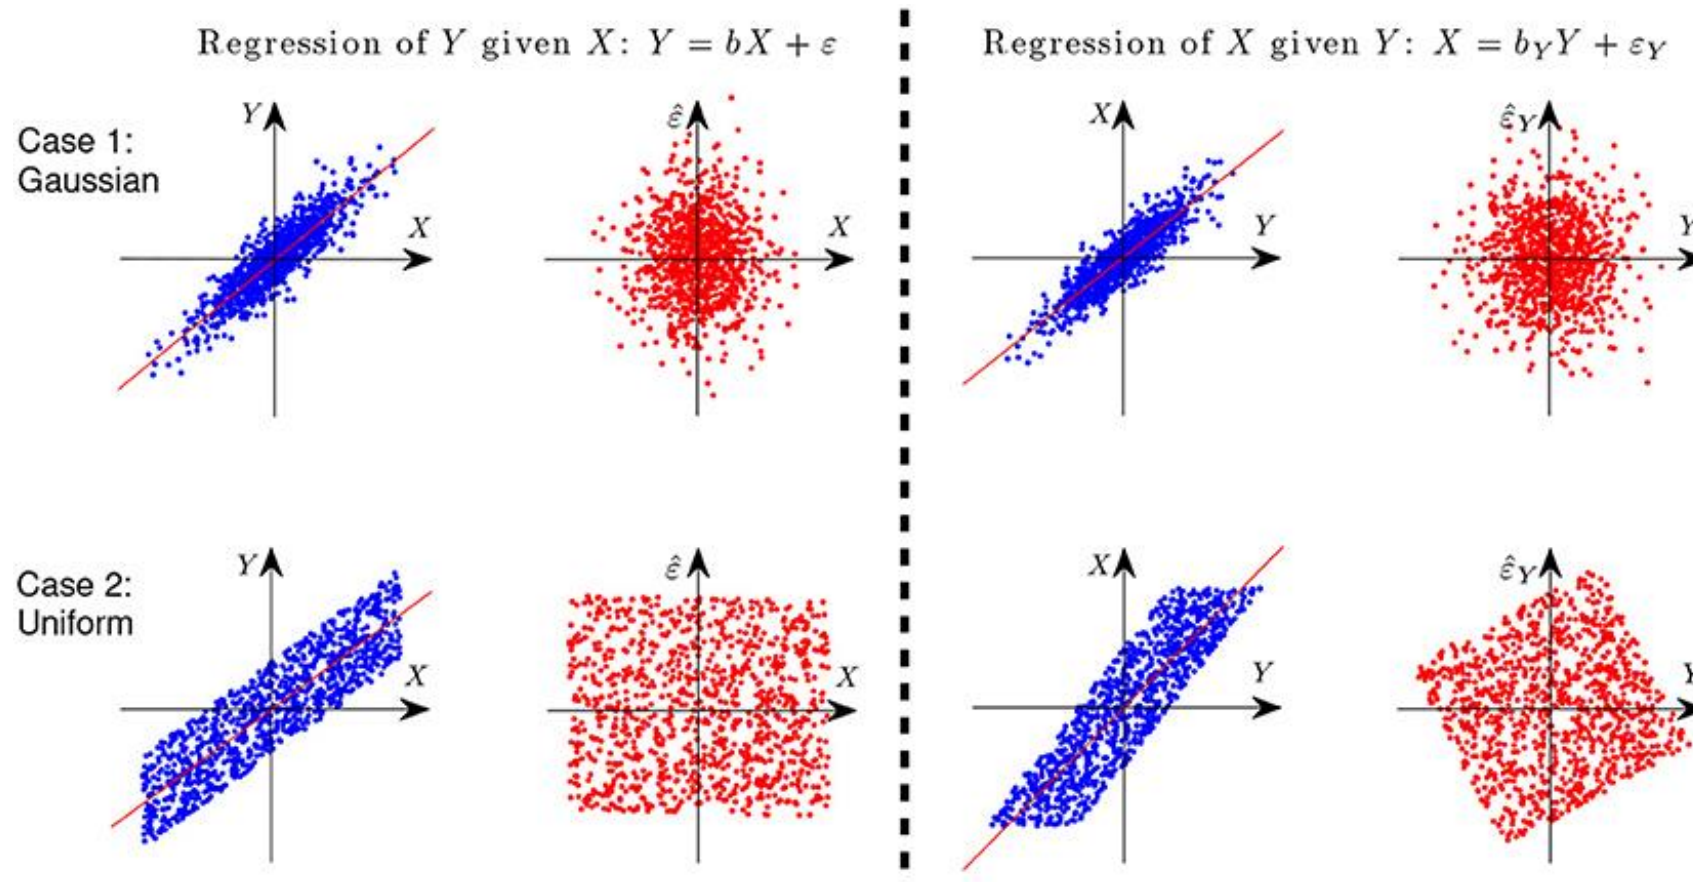 Regression of Y given X: Y = bX + ε
Regression of X given Y: X = b_Y Y + ε_Y
Case 1:
Gaussian
Y
X
ε̂
X
X
Y
ε̂_Y
Y
Case 2:
Uniform
Y
X
ε̂
X
X
Y
ε̂_Y
Y